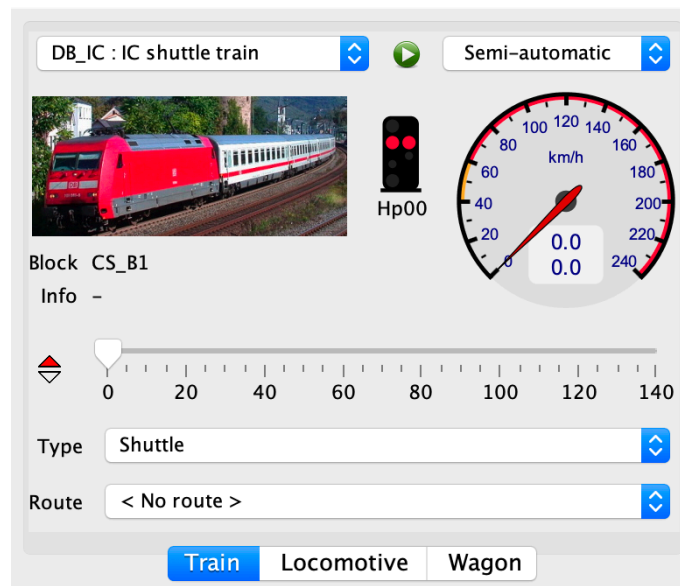 DB_IC : IC shuttle train
Semi-automatic
Hp00
km/h
0
20
40
60
80
100
120
140
160
180
200
220
240
0.0
0.0
Block CS_B1
Info -
0 20 40 60 80 100 120 140
Type Shuttle
Route < No route >
Train Locomotive Wagon